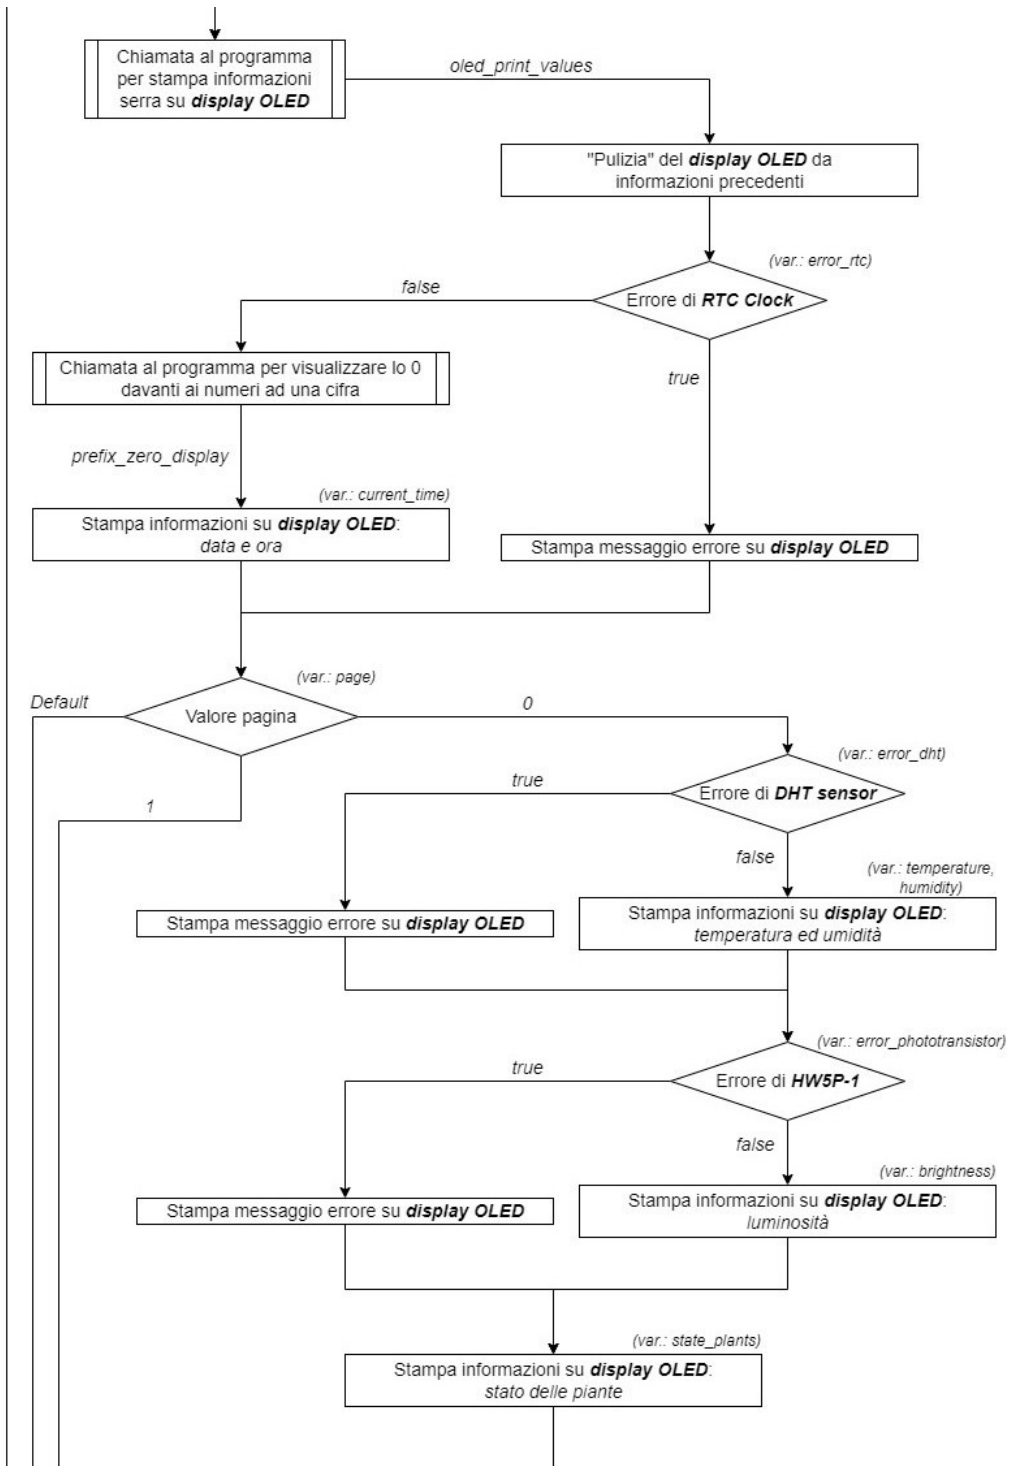 Chiamata al programma
per stampa informazioni
serra su display OLED
oled_print_values
"Pulizia" del display OLED da
informazioni precedenti
(var.: error_rtc)
Errore di RTC Clock
false
true
Chiamata al programma per visualizzare lo 0
davanti ai numeri ad una cifra
prefix_zero_display
(var.: current_time)
Stampa informazioni su display OLED:
data e ora
Stampa messaggio errore su display OLED
(var.: page)
Valore pagina
Default
0
1
(var.: error_dht)
Errore di DHT sensor
true
false
(var.: temperature,
humidity)
Stampa messaggio errore su display OLED
Stampa informazioni su display OLED:
temperatura ed umidità
(var.: error_phototransistor)
Errore di HW5P-1
true
false
(var.: brightness)
Stampa messaggio errore su display OLED
Stampa informazioni su display OLED:
luminosità
(var.: state_plants)
Stampa informazioni su display OLED:
stato delle piante